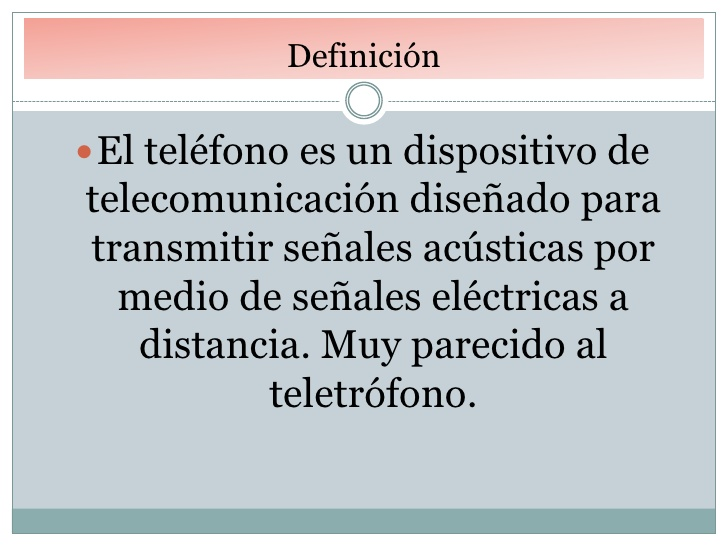 Definición
El teléfono es un dispositivo de
telecomunicación diseñado para
transmitir señales acústicas por
medio de señales eléctricas a
distancia. Muy parecido al
teletrófono.